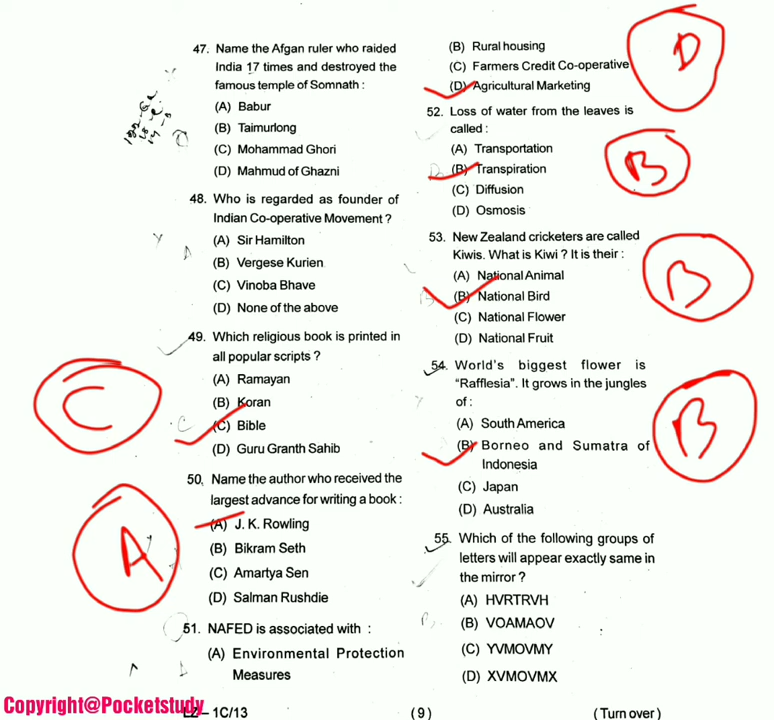 47. Name the Afgan ruler who raided
India 17 times and destroyed the
famous temple of Somnath :
(A) Babur
(B) Taimurlong
(C) Mohammad Ghori
(D) Mahmud of Ghazni
48. Who is regarded as founder of
Indian Co-operative Movement ?
(A) Sir Hamilton
(B) Vergese Kurien
(C) Vinoba Bhave
(D) None of the above
49. Which religious book is printed in
all popular scripts ?
(A) Ramayan
(B) Koran
(C) Bible
(D) Guru Granth Sahib
C
50. Name the author who received the
largest advance for writing a book :
(A) J. K. Rowling
(B) Bikram Seth
(C) Amartya Sen
(D) Salman Rushdie
A
51. NAFED is associated with :
(A) Environmental Protection
Measures
(B) Rural housing
(C) Farmers Credit Co-operative
(D) Agricultural Marketing
D
52. Loss of water from the leaves is
called :
(A) Transportation
(B) Transpiration
(C) Diffusion
(D) Osmosis
B
53. New Zealand cricketers are called
Kiwis. What is Kiwi ? It is their :
(A) National Animal
(B) National Bird
(C) National Flower
(D) National Fruit
B
54. World's biggest flower is
"Rafflesia". It grows in the jungles
of :
(A) South America
(B) Borneo and Sumatra of
Indonesia
(C) Japan
(D) Australia
B
55. Which of the following groups of
letters will appear exactly same in
the mirror ?
(A) HVRTRVH
(B) VOAMAOV
(C) YVMOVMY
(D) XVMOVMX
Copyright@Pocketstudy
– 1C/13
(9)
(Turn over)